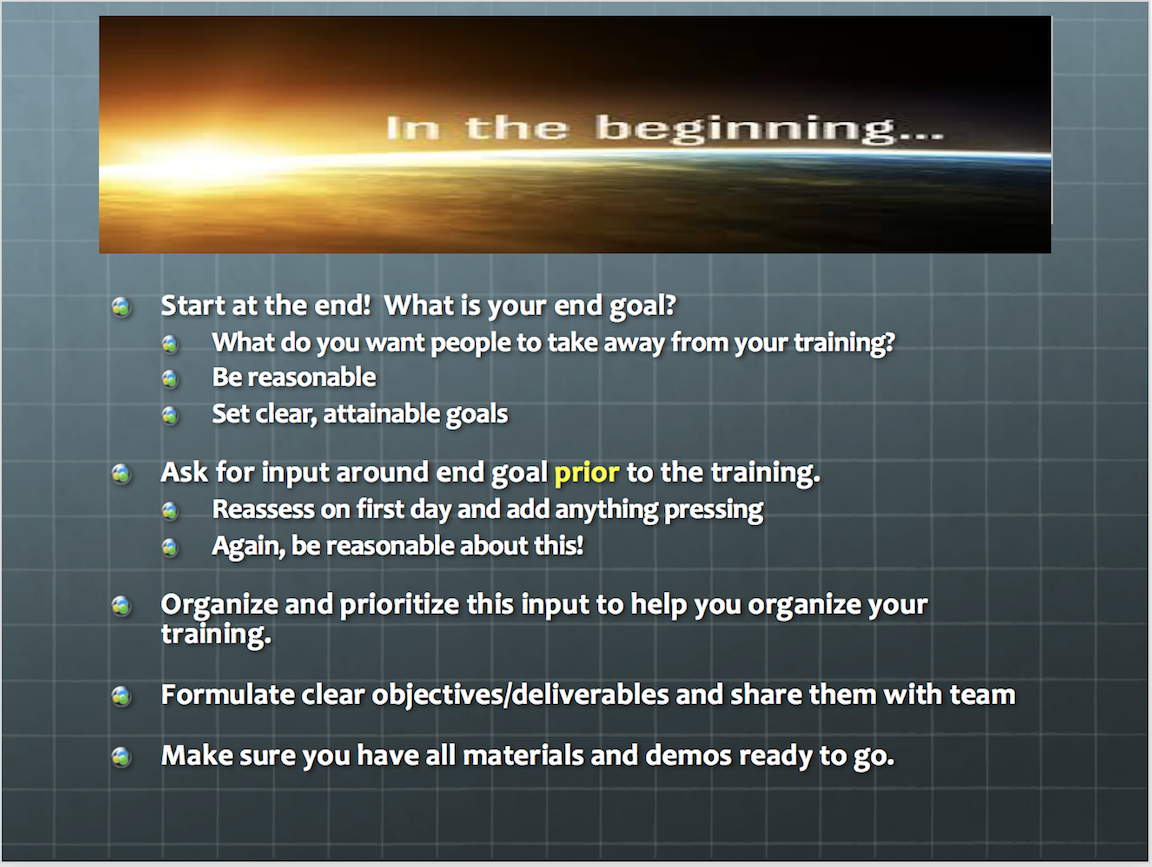 In the beginning...
Start at the end!  What is your end goal?
What do you want people to take away from your training?
Be reasonable
Set clear, attainable goals
Ask for input around end goal prior to the training.
Reassess on first day and add anything pressing
Again, be reasonable about this!
Organize and prioritize this input to help you organize your
training.
Formulate clear objectives/deliverables and share them with team
Make sure you have all materials and demos ready to go.